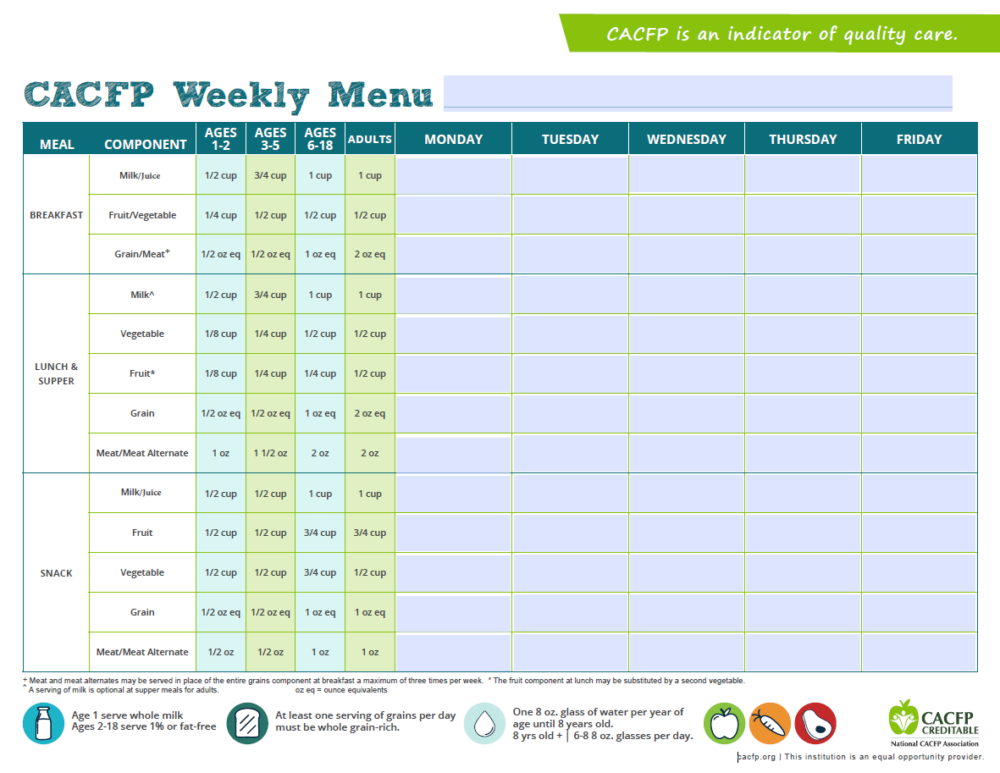 CACFP is an indicator of quality care.
CACFP Weekly Menu
MEAL COMPONENT AGES 1-2 AGES 3-5 AGES 6-18 ADULTS MONDAY TUESDAY WEDNESDAY THURSDAY FRIDAY
BREAKFAST
Milk/Juice 1/2 cup 3/4 cup 1 cup 1 cup
Fruit/Vegetable 1/4 cup 1/2 cup 1/2 cup 1/2 cup
Grain/Meat+ 1/2 oz eq 1/2 oz eq 1 oz eq 2 oz eq
LUNCH &
SUPPER
Milk^ 1/2 cup 3/4 cup 1 cup 1 cup
Vegetable 1/8 cup 1/4 cup 1/2 cup 1/2 cup
Fruit* 1/8 cup 1/4 cup 1/4 cup 1/2 cup
Grain 1/2 oz eq 1/2 oz eq 1 oz eq 2 oz eq
Meat/Meat Alternate 1 oz 1 1/2 oz 2 oz 2 oz
SNACK
Milk/Juice 1/2 cup 1/2 cup 1 cup 1 cup
Fruit 1/2 cup 1/2 cup 3/4 cup 3/4 cup
Vegetable 1/2 cup 1/2 cup 3/4 cup 1/2 cup
Grain 1/2 oz eq 1/2 oz eq 1 oz eq 1 oz eq
Meat/Meat Alternate 1/2 oz 1/2 oz 1 oz 1 oz
+ Meat and meat alternates may be served in place of the entire grains component at breakfast a maximum of three times per week. * The fruit component at lunch may be substituted by a second vegetable.
^ A serving of milk is optional at supper meals for adults. oz eq = ounce equivalents
Age 1 serve whole milk
Ages 2-18 serve 1% or fat-free
At least one serving of grains per day
must be whole grain-rich.
One 8 oz. glass of water per year of
age until 8 years old.
8 yrs old + | 6-8 8 oz. glasses per day.
CACFP
CREDITABLE
National CACFP Association
cacfp.org | This institution is an equal opportunity provider.